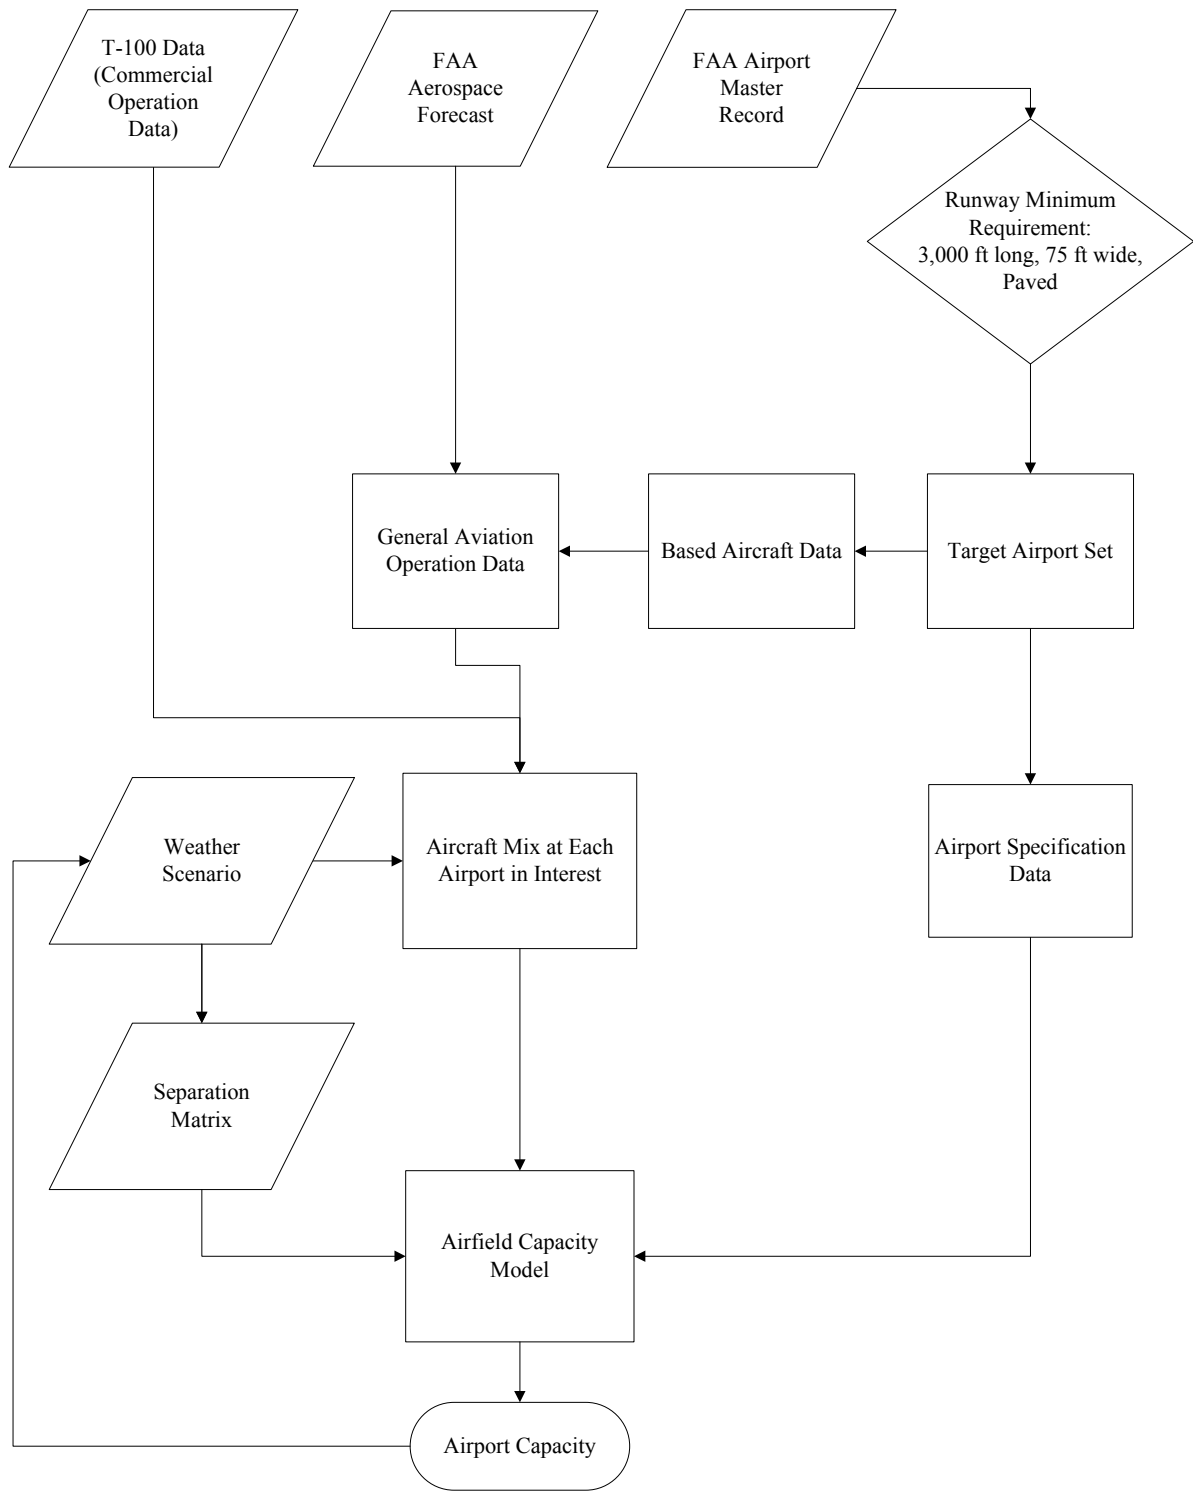 T-100 Data
(Commercial
Operation
Data)
FAA
Aerospace
Forecast
FAA Airport
Master
Record
Runway Minimum
Requirement:
3,000 ft long, 75 ft wide,
Paved
General Aviation
Operation Data
Based Aircraft Data
Target Airport Set
Weather
Scenario
Aircraft Mix at Each
Airport in Interest
Airport Specification
Data
Separation
Matrix
Airfield Capacity
Model
Airport Capacity